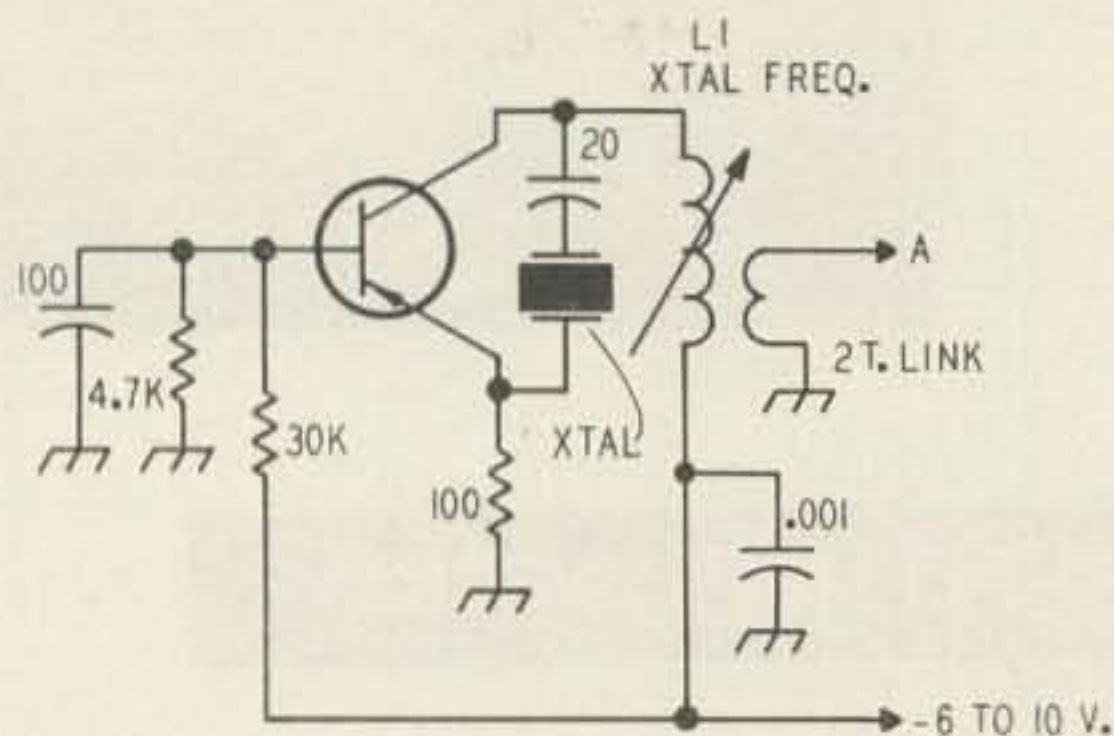 L1
XTAL FREQ.
20
100
A
4.7K
2T. LINK
30K
XTAL
100
.001
-6 TO 10 V.